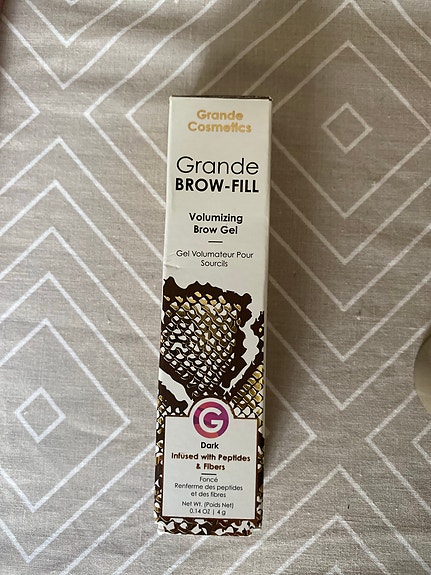 Grande
Cosmetics
Grande
BROW-FILL
Volumizing
Brow Gel
Gel Volumateur Pour
Sourcils
G
Dark
Infused with Peptides
& Fibers
Foncé
Renferme des peptides
et des fibres
Net Wt. (Poids Net)
0.14 OZ | 4 g